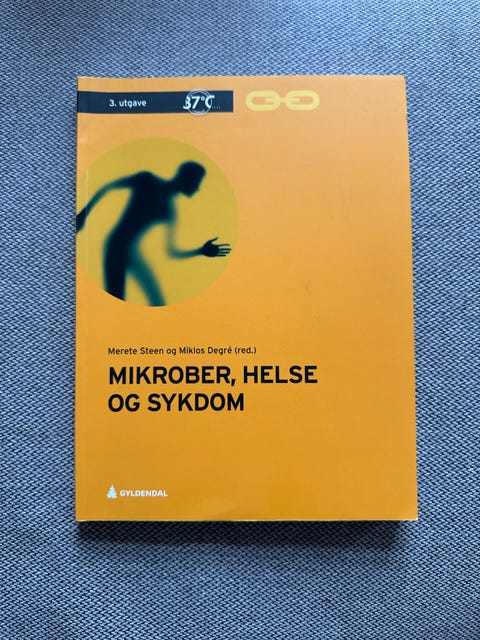 3. utgave
37°C
Merete Steen og Miklos Degré (red.)
MIKROBER, HELSE
OG SYKDOM
GYLDENDAL